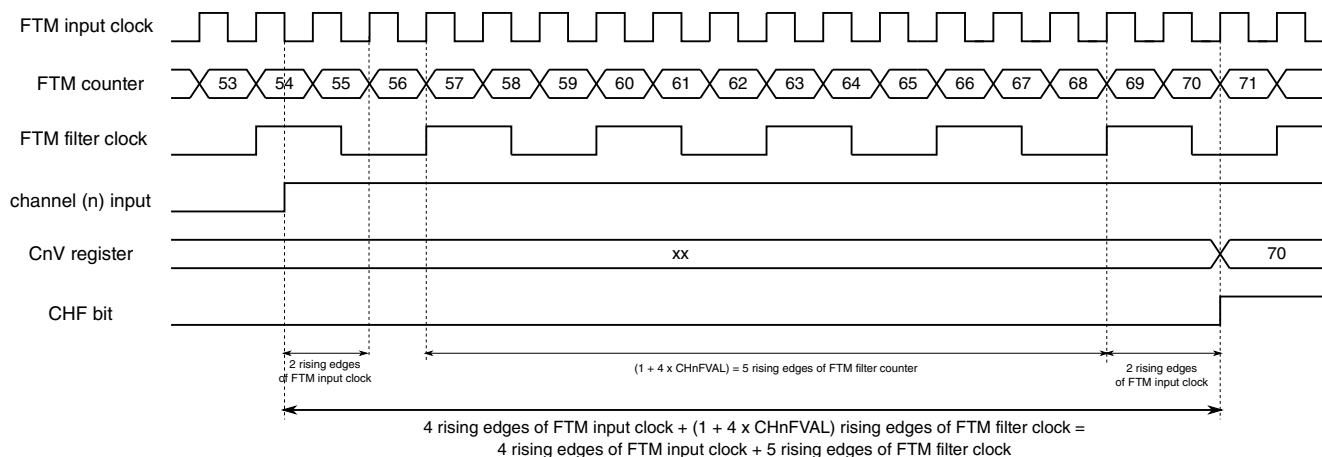 FTM input clock
FTM counter
53 54 55 56 57 58 59 60 61 62 63 64 65 66 67 68 69 70 71
FTM filter clock
channel (n) input
CnV register
xx
70
CHF bit
2 rising edges
of FTM input clock
(1 + 4 x CHnFVAL) = 5 rising edges of FTM filter counter
2 rising edges
of FTM input clock
4 rising edges of FTM input clock + (1 + 4 x CHnFVAL) rising edges of FTM filter clock =
4 rising edges of FTM input clock + 5 rising edges of FTM filter clock